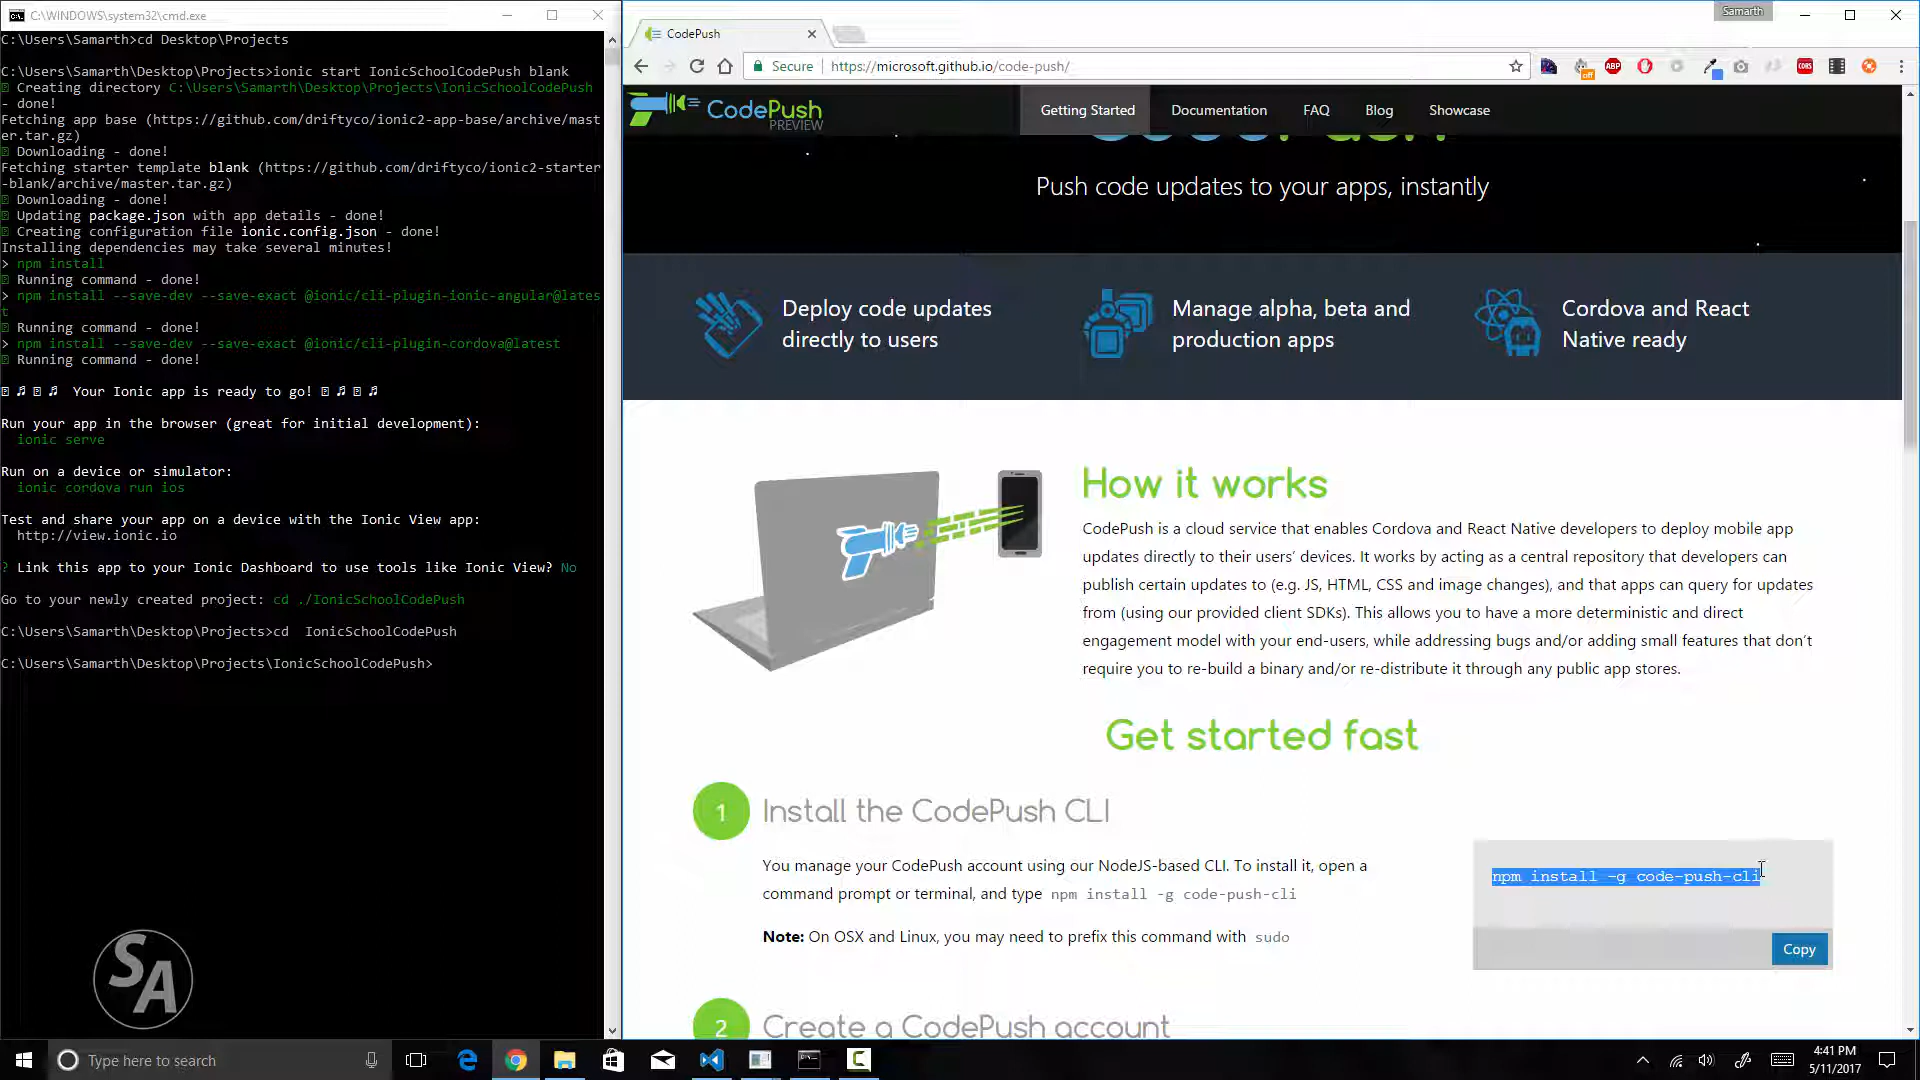 C:\WINDOWS\system32\cmd.exe
C:\Users\Samarth>cd Desktop\Projects
C:\Users\Samarth\Desktop\Projects>ionic start IonicSchoolCodePush blank
Creating directory C:\Users\Samarth\Desktop\Projects\IonicSchoolCodePush
- done!
Fetching app base (https://github.com/driftyco/ionic2-app-base/archive/mast
er.tar.gz)
Downloading - done!
Fetching starter template blank (https://github.com/driftyco/ionic2-starter
-blank/archive/master.tar.gz)
Downloading - done!
Updating package.json with app details - done!
Creating configuration file ionic.config.json - done!
Installing dependencies may take several minutes!
> npm install
Running command - done!
> npm install --save-dev --save-exact @ionic/cli-plugin-ionic-angular@lates
t
Running command - done!
> npm install --save-dev --save-exact @ionic/cli-plugin-cordova@latest
Running command - done!
♬ ♬ Your Ionic app is ready to go! ♬ ♬
Run your app in the browser (great for initial development):
ionic serve
Run on a device or simulator:
ionic cordova run ios
Test and share your app on a device with the Ionic View app:
http://view.ionic.io
? Link this app to your Ionic Dashboard to use tools like Ionic View? No
Go to your newly created project: cd ./IonicSchoolCodePush
C:\Users\Samarth\Desktop\Projects>cd  IonicSchoolCodePush
C:\Users\Samarth\Desktop\Projects\IonicSchoolCodePush>
SA
Samarth
CodePush
Secure
https://microsoft.github.io/code-push/
off
ABP
CORS
CodePush
PREVIEW
Getting Started
Documentation
FAQ
Blog
Showcase
Push code updates to your apps, instantly
Deploy code updates
directly to users
Manage alpha, beta and
production apps
Cordova and React
Native ready
How it works
CodePush is a cloud service that enables Cordova and React Native developers to deploy mobile app
updates directly to their users’ devices. It works by acting as a central repository that developers can
publish certain updates to (e.g. JS, HTML, CSS and image changes), and that apps can query for updates
from (using our provided client SDKs). This allows you to have a more deterministic and direct
engagement model with your end-users, while addressing bugs and/or adding small features that don’t
require you to re-build a binary and/or re-distribute it through any public app stores.
Get started fast
1
Install the CodePush CLI
You manage your CodePush account using our NodeJS-based CLI. To install it, open a
command prompt or terminal, and type npm install -g code-push-cli
Note: On OSX and Linux, you may need to prefix this command with sudo
npm install -g code-push-cli
Copy
2
Create a CodePush account
Type here to search
4:41 PM
5/11/2017